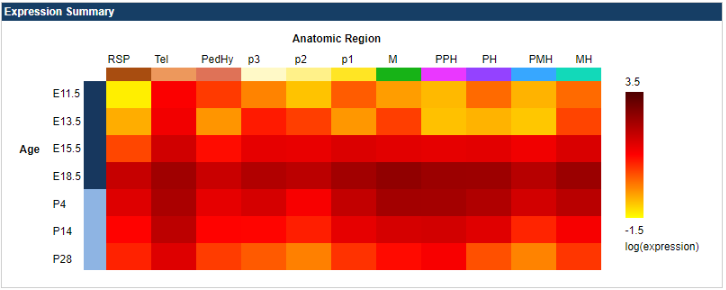 Expression Summary
Anatomic Region
RSP Tel PedHy p3 p2 p1 M PPH PH PMH MH
3.5
E11.5
E13.5
Age E15.5
E18.5
P4
P14
P28
-1.5
log(expression)